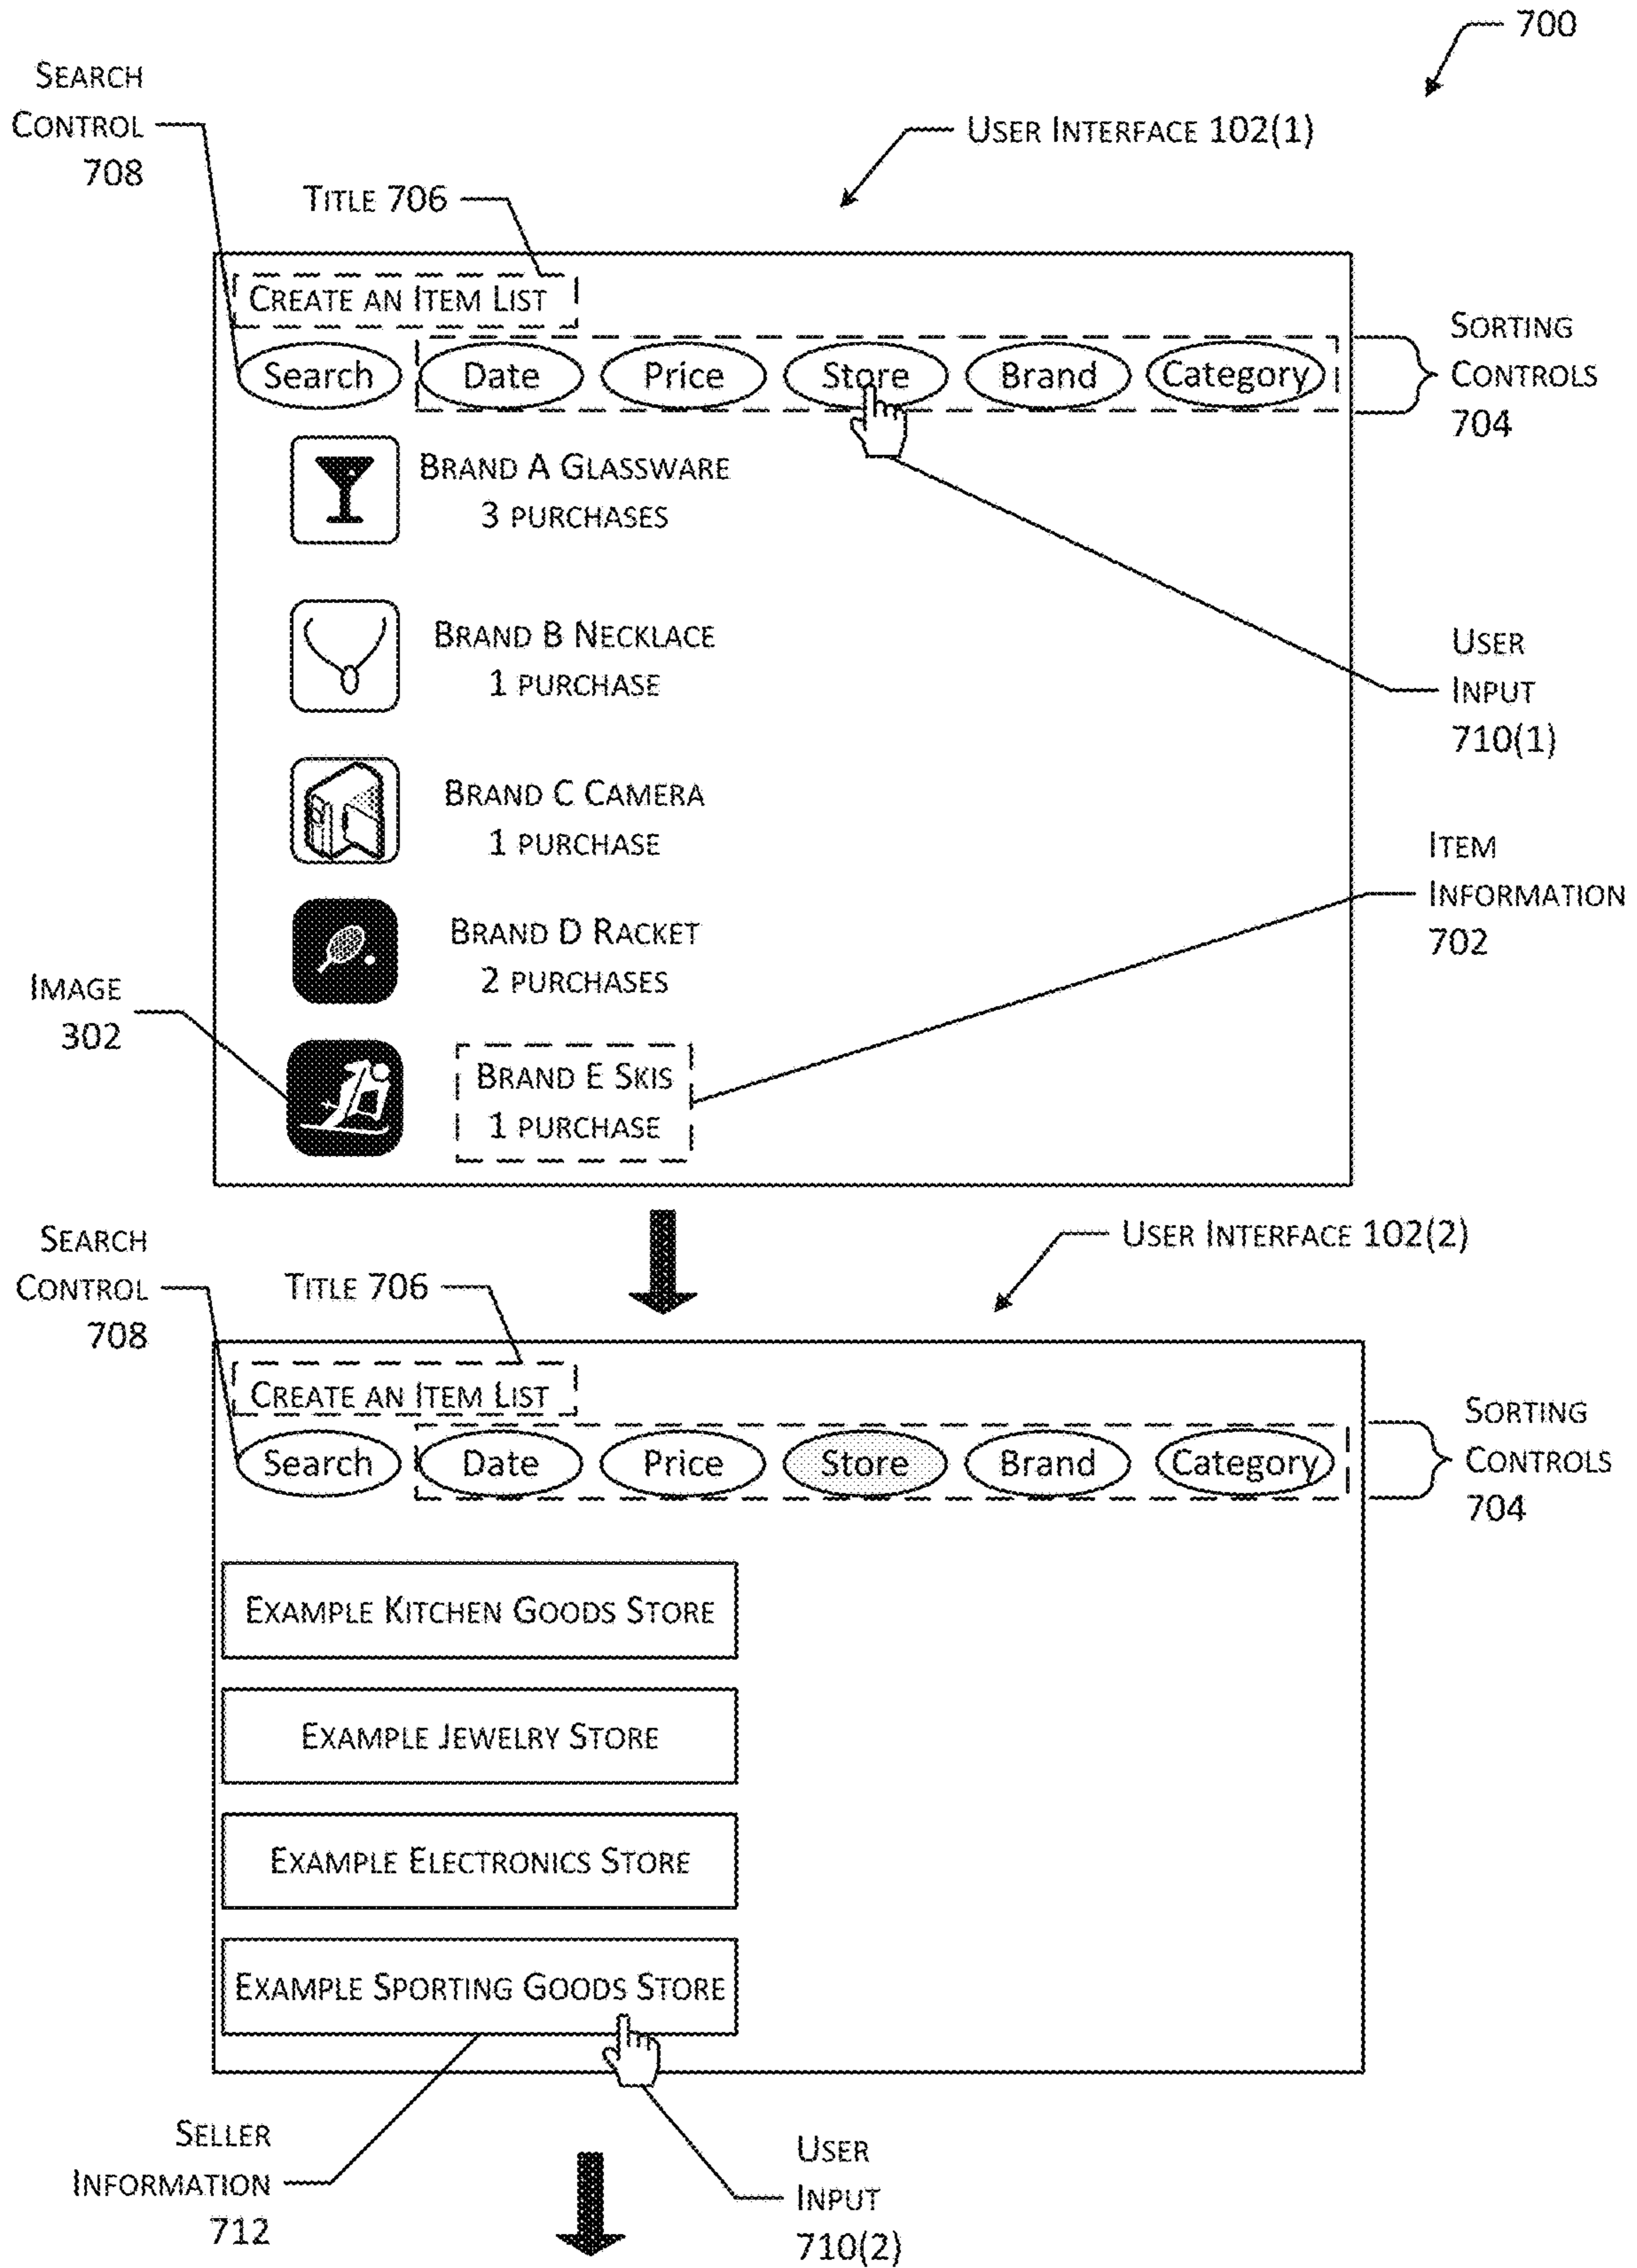 700
SEARCH
CONTROL
708
USER INTERFACE 102(1)
TITLE 706
CREATE AN ITEM LIST
Search Date Price Store Brand Category
SORTING
CONTROLS
704
BRAND A GLASSWARE
3 PURCHASES
BRAND B NECKLACE
1 PURCHASE
USER
INPUT
710(1)
BRAND C CAMERA
1 PURCHASE
ITEM
INFORMATION
702
BRAND D RACKET
2 PURCHASES
IMAGE
302
BRAND E SKIS
1 PURCHASE
SEARCH
CONTROL
708
USER INTERFACE 102(2)
TITLE 706
CREATE AN ITEM LIST
Search Date Price Store Brand Category
SORTING
CONTROLS
704
EXAMPLE KITCHEN GOODS STORE
EXAMPLE JEWELRY STORE
EXAMPLE ELECTRONICS STORE
EXAMPLE SPORTING GOODS STORE
SELLER
INFORMATION
712
USER
INPUT
710(2)